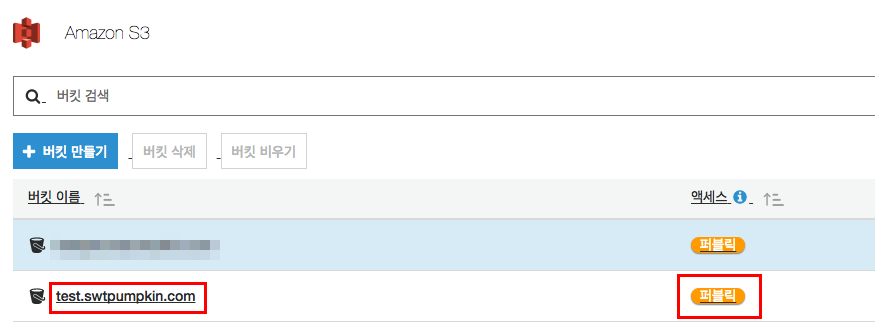 Amazon S3
버킷 검색
+ 버킷 만들기 버킷 삭제 버킷 비우기
버킷 이름 액세스
퍼블릭
test.swtpumpkin.com 퍼블릭